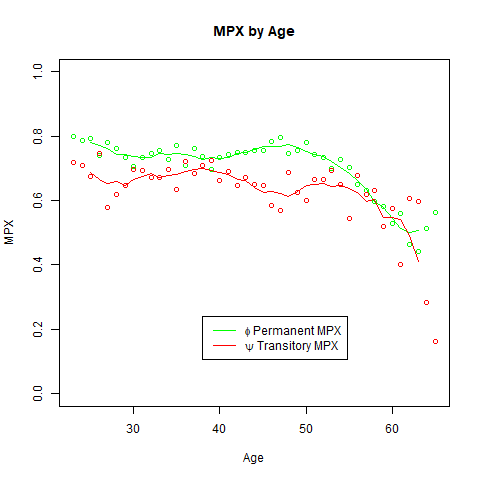 MPX by Age
MPX
1.0
0.8
0.6
0.4
0.2
0.0
ϕ Permanent MPX
ψ Transitory MPX
30 40 50 60
Age